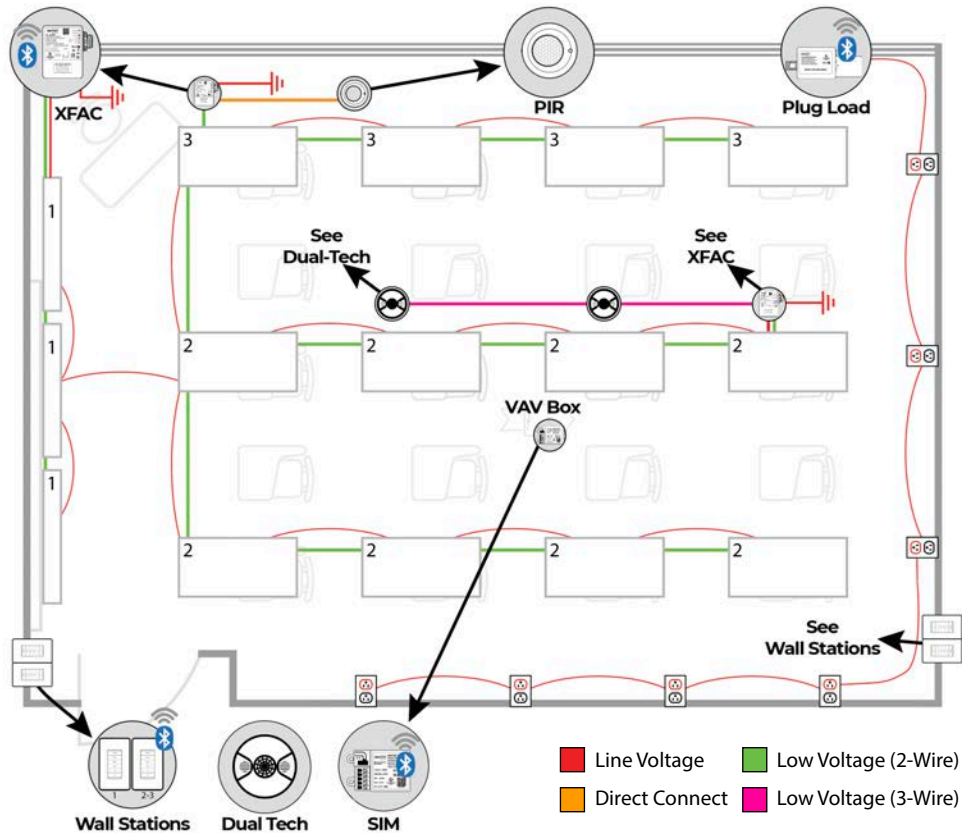 XFAC
PIR
Plug Load
3
3
3
3
1
See
Dual-Tech
See
XFAC
1
2
2
2
2
VAV Box
1
2
2
2
2
See
Wall Stations
1
2-3
Wall Stations
Dual Tech
SIM
Line Voltage
Low Voltage (2-Wire)
Direct Connect
Low Voltage (3-Wire)